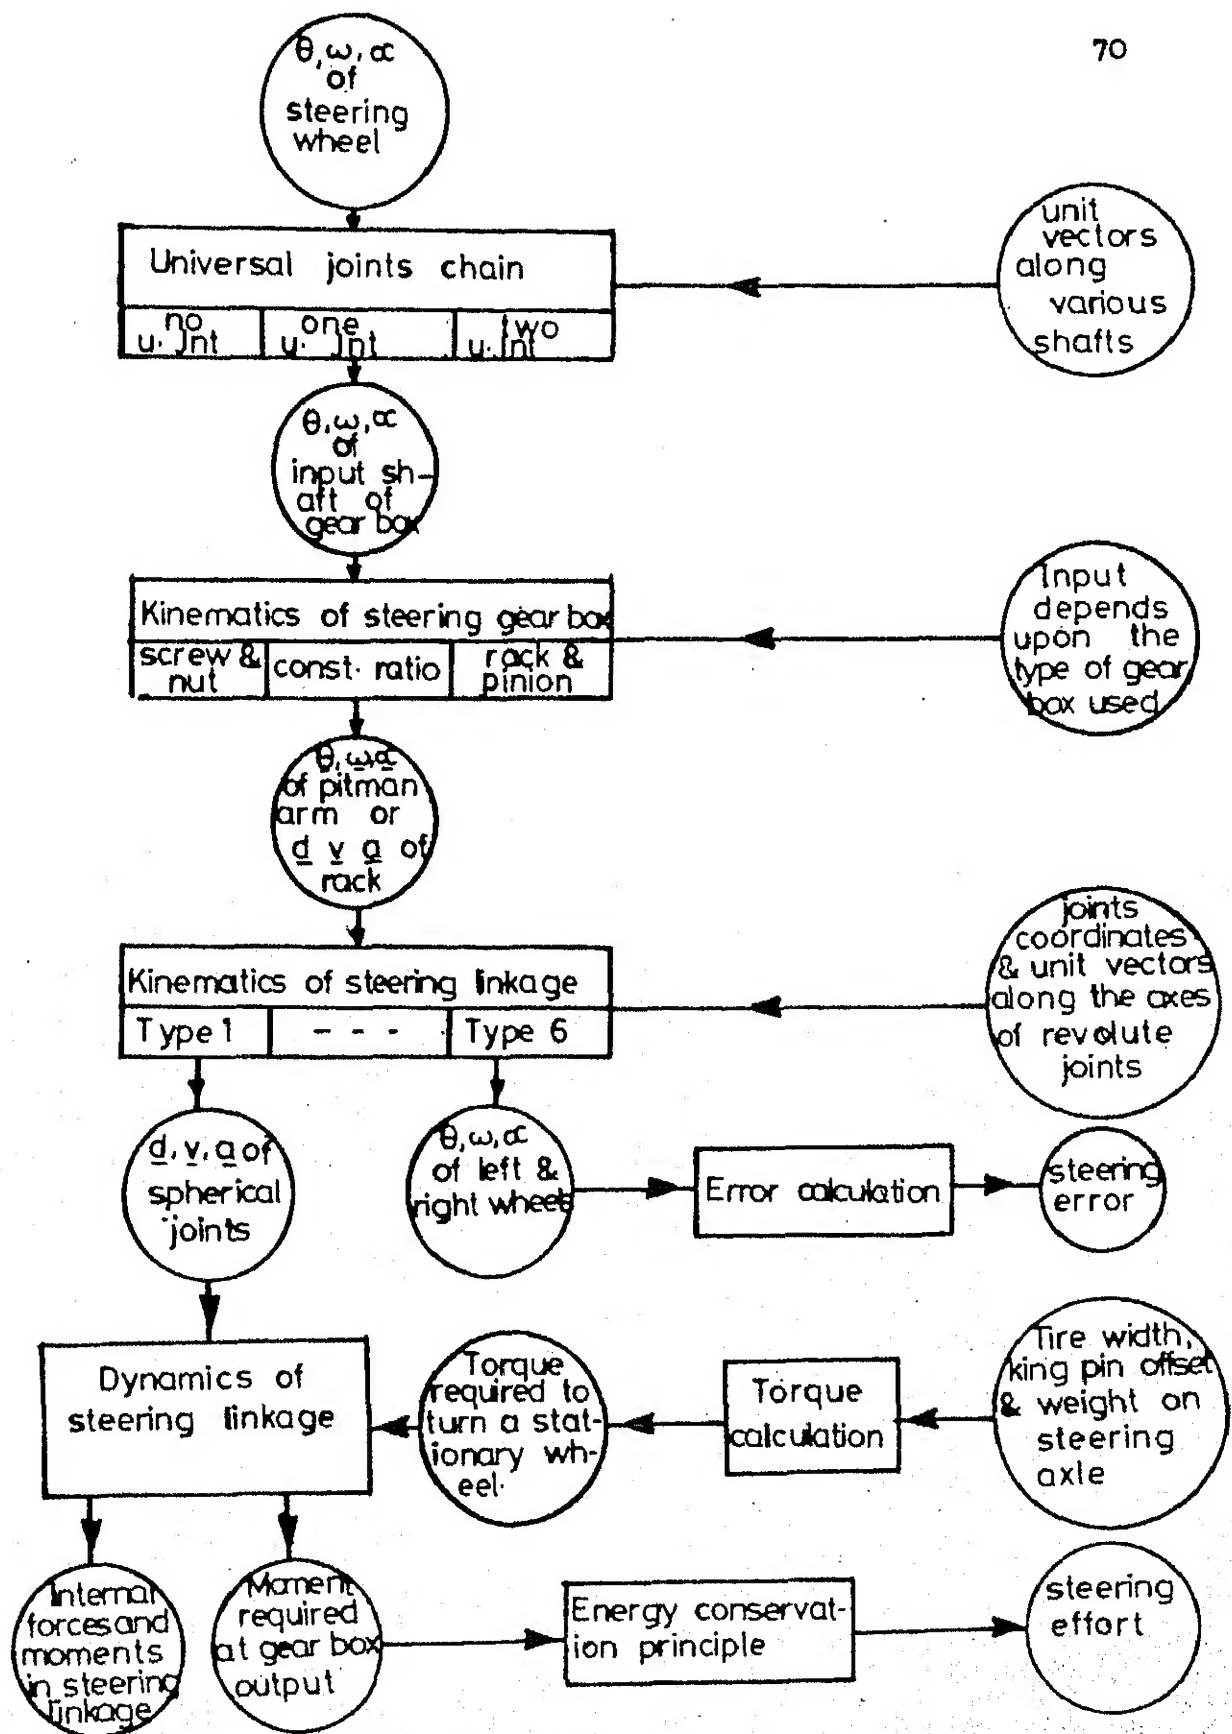 70
θ, ω, α
of
steering
wheel
Universal joints chain
no
u. Jnt
one
u. Jnt
two
u. Jnt
unit
vectors
along
various
shafts
θ, ω, α
of
input sh-
aft of
gear box
Kinematics of steering gear box
screw &
nut
const. ratio
rack &
pinion
Input
depends
upon the
type of gear
box used
θ, ω, α
of pitman
arm or
d v a of
rack
Kinematics of steering linkage
Type 1
- - -
Type 6
joints
coordinates
& unit vectors
along the axes
of revolute
joints
d, v, a of
spherical
joints
θ, ω, α
of left &
right wheels
Error calculation
steering
error
Dynamics of
steering linkage
Torque
required to
turn a stat-
ionary wh-
eel.
Torque
calculation
Tire width,
king pin offset
& weight on
steering
axle
Internal
forces and
moments
in steering
linkage
Moment
required
at gear box
output
Energy conservat-
ion principle
steering
effort